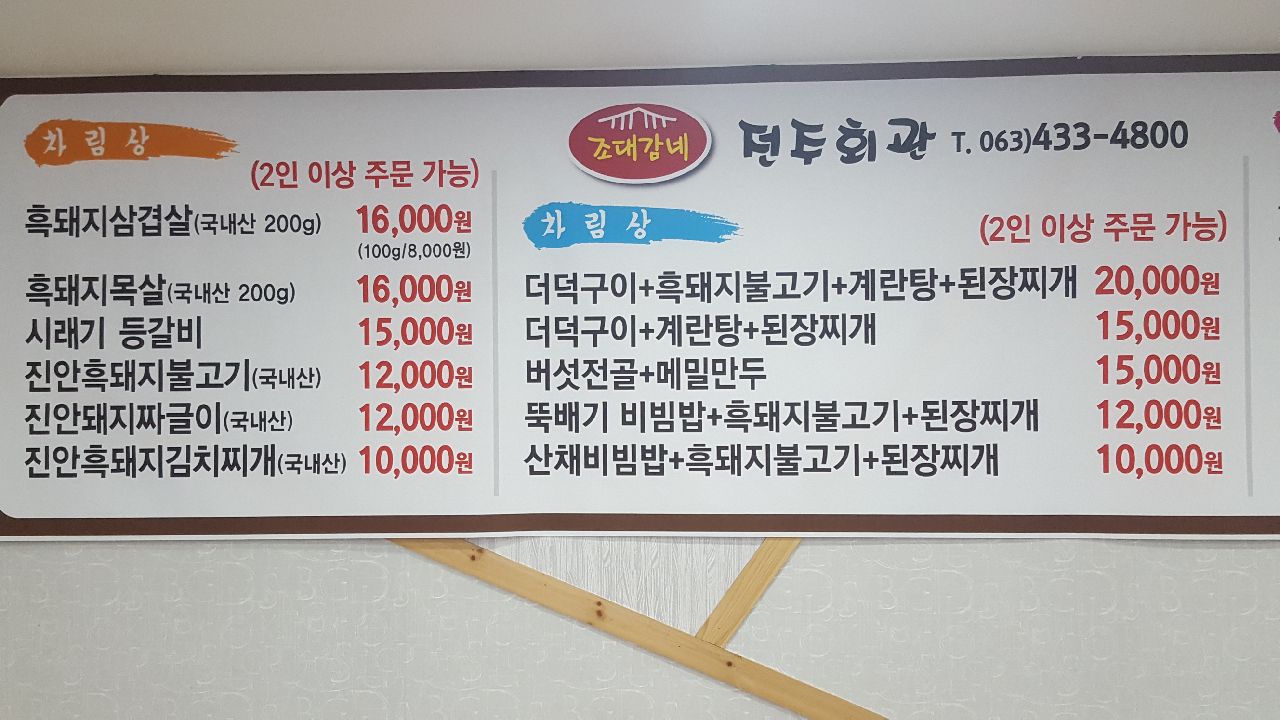 차림상
(2인 이상 주문 가능)
흑돼지삼겹살(국내산 200g) 16,000원
(100g/8,000원)
흑돼지목살(국내산 200g) 16,000원
시래기 등갈비 15,000원
진안흑돼지불고기(국내산) 12,000원
진안돼지짜글이(국내산) 12,000원
진안흑돼지김치찌개(국내산) 10,000원
조대감네 전주회관 T. 063)433-4800
차림상
(2인 이상 주문 가능)
더덕구이+흑돼지불고기+계란탕+된장찌개 20,000원
더덕구이+계란탕+된장찌개 15,000원
버섯전골+메밀만두 15,000원
뚝배기 비빔밥+흑돼지불고기+된장찌개 12,000원
산채비빔밥+흑돼지불고기+된장찌개 10,000원